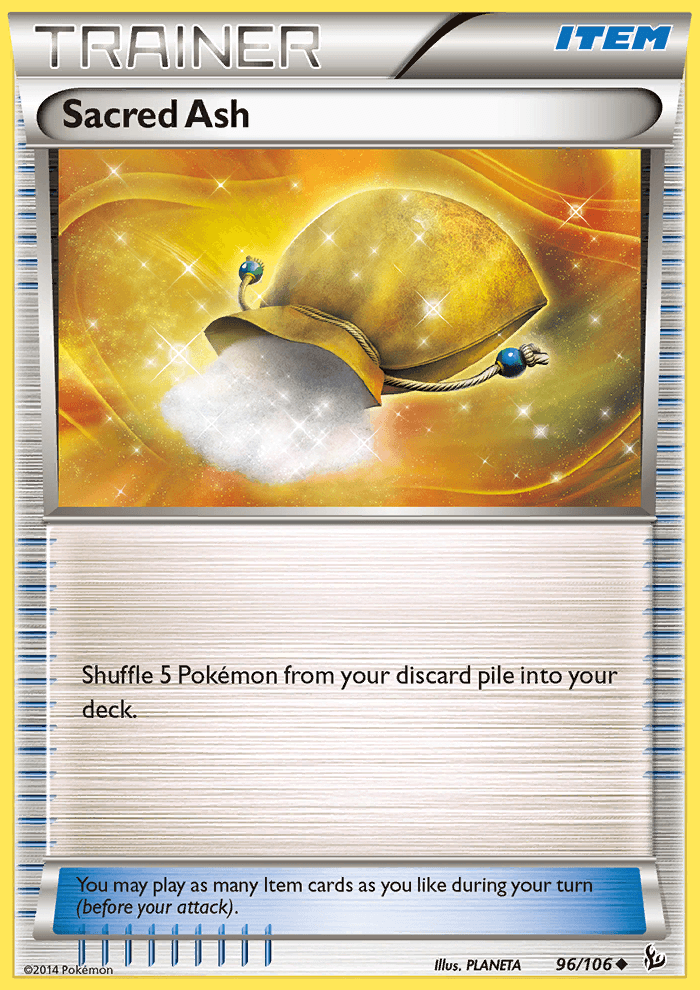 TRAINER
ITEM
Sacred Ash
Shuffle 5 Pokémon from your discard pile into your
deck.
You may play as many Item cards as you like during your turn
(before your attack).
©2014 Pokémon
Illus. PLANETA
96/106